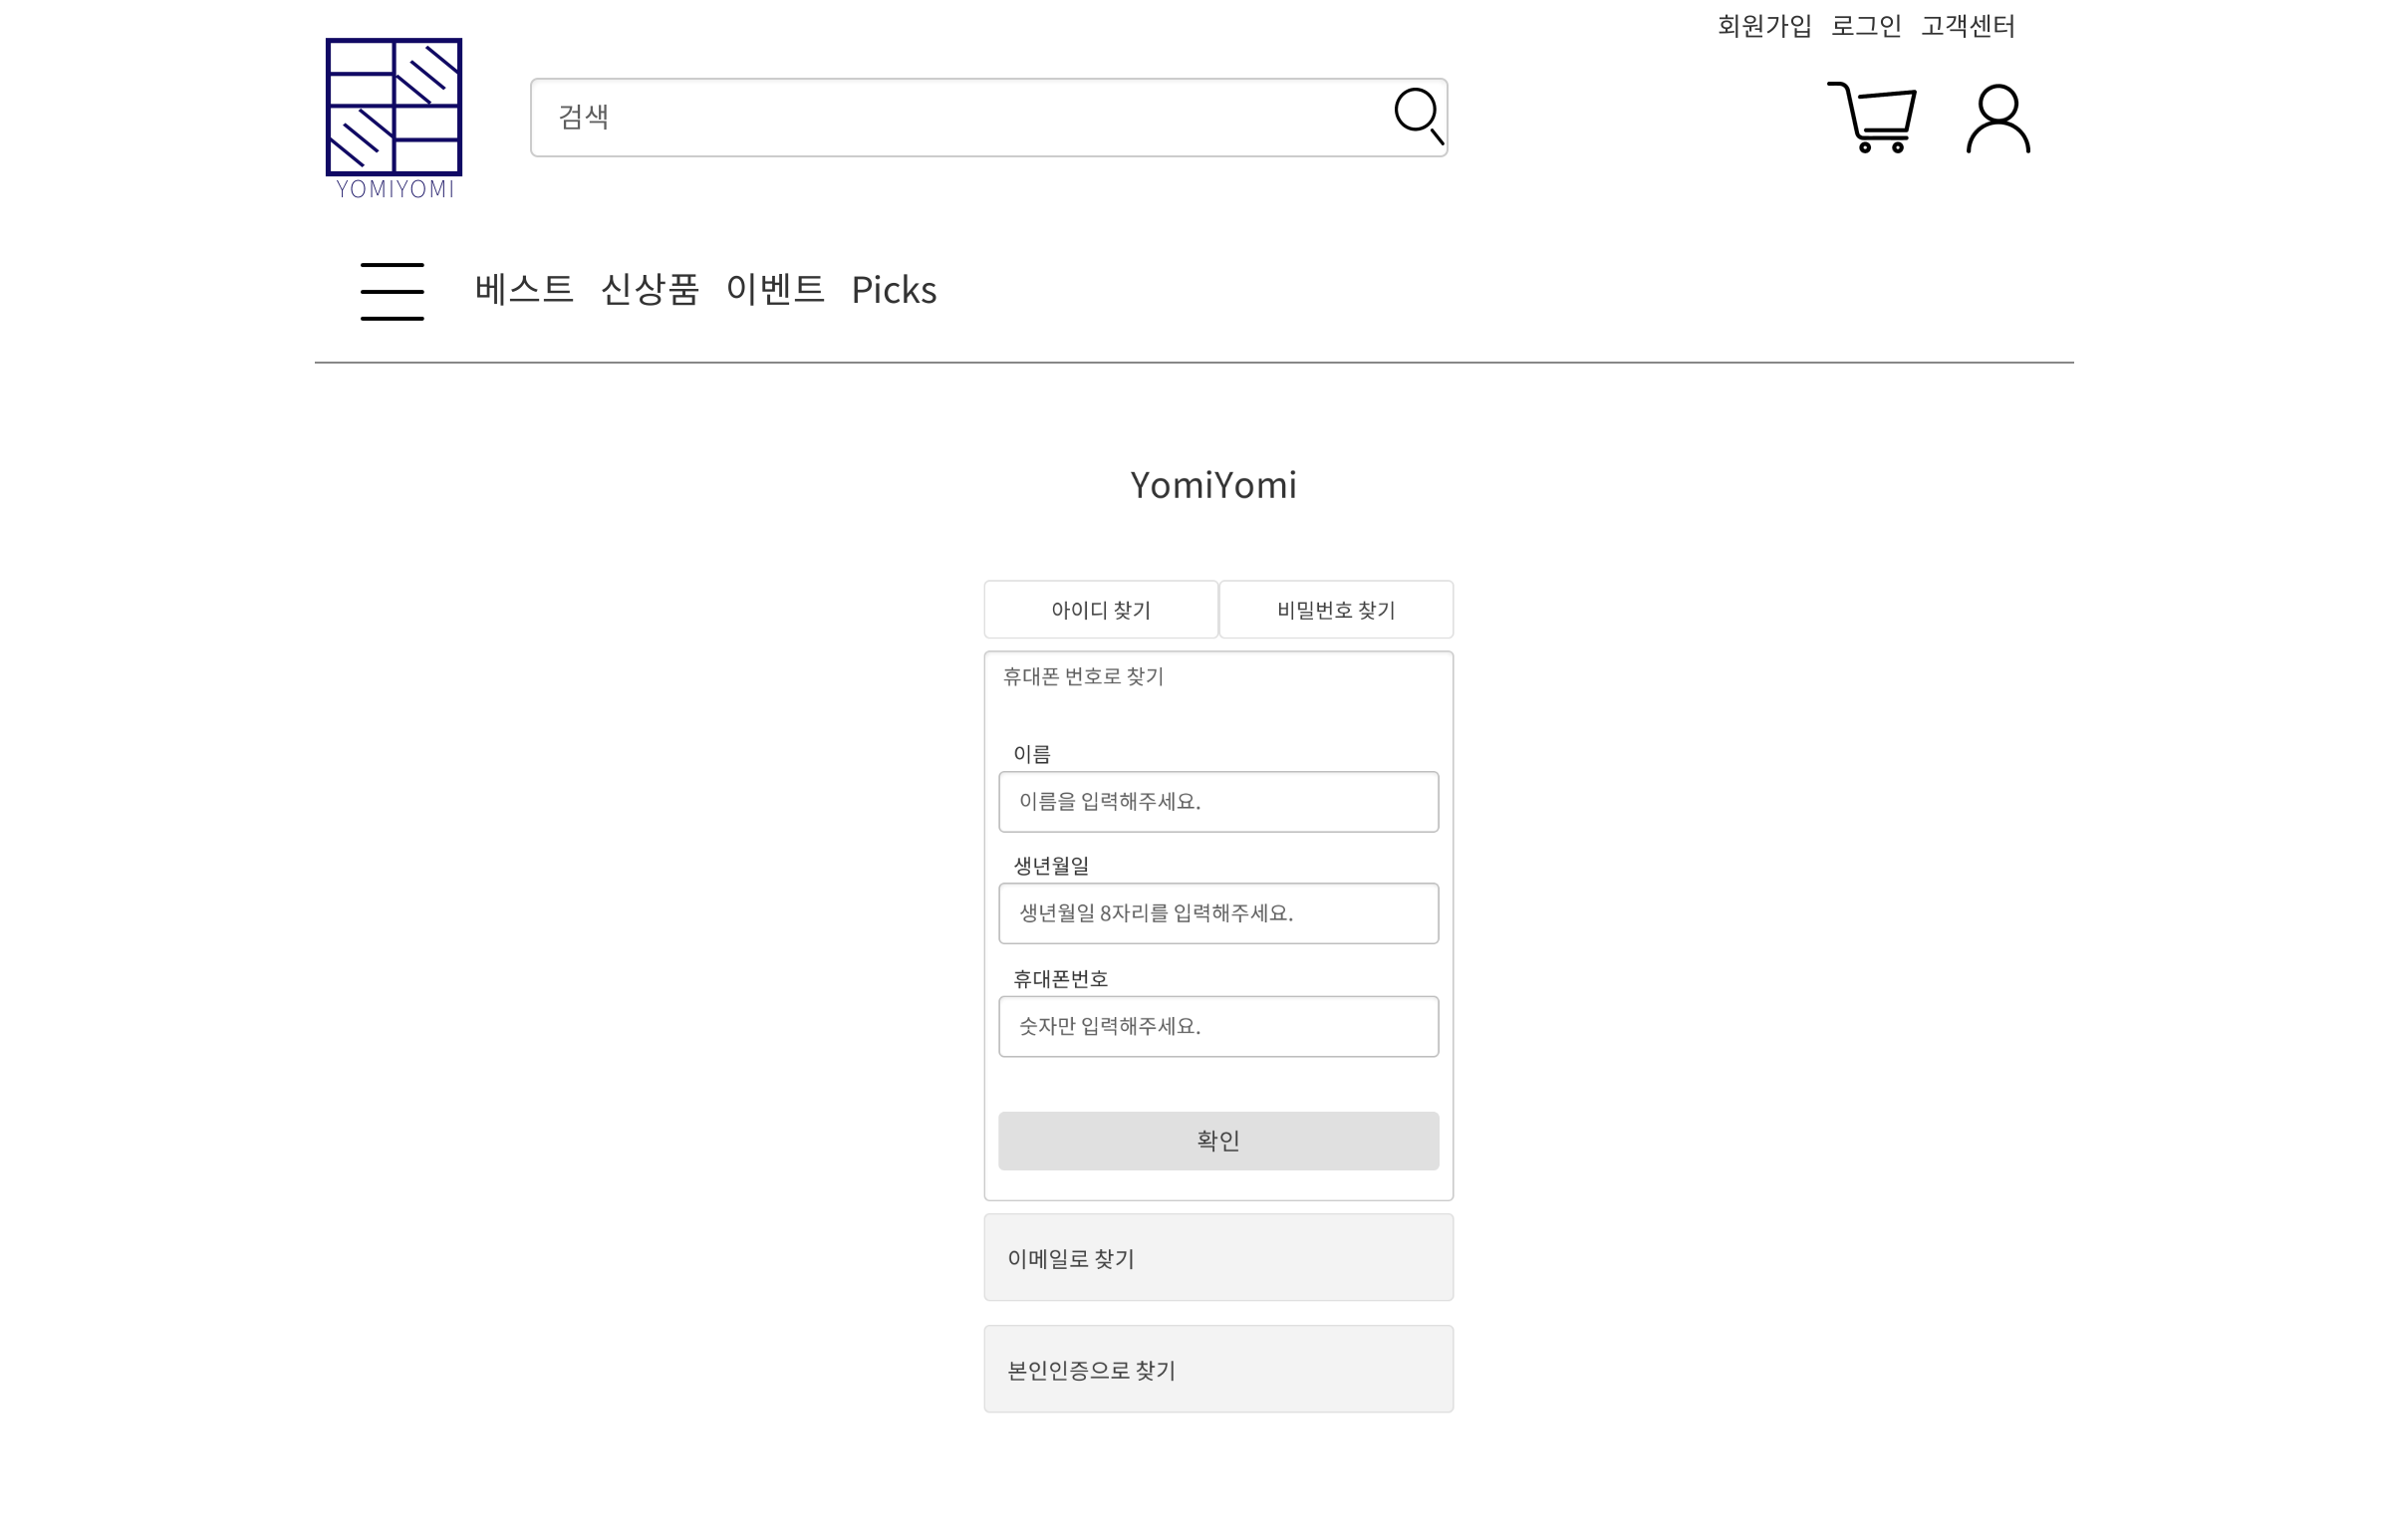 회원가입 로그인 고객센터
검색
YOMIYOMI
베스트 신상품 이벤트 Picks
YomiYomi
아이디 찾기 비밀번호 찾기
휴대폰 번호로 찾기
이름
이름을 입력해주세요.
생년월일
생년월일 8자리를 입력해주세요.
휴대폰번호
숫자만 입력해주세요.
확인
이메일로 찾기
본인인증으로 찾기